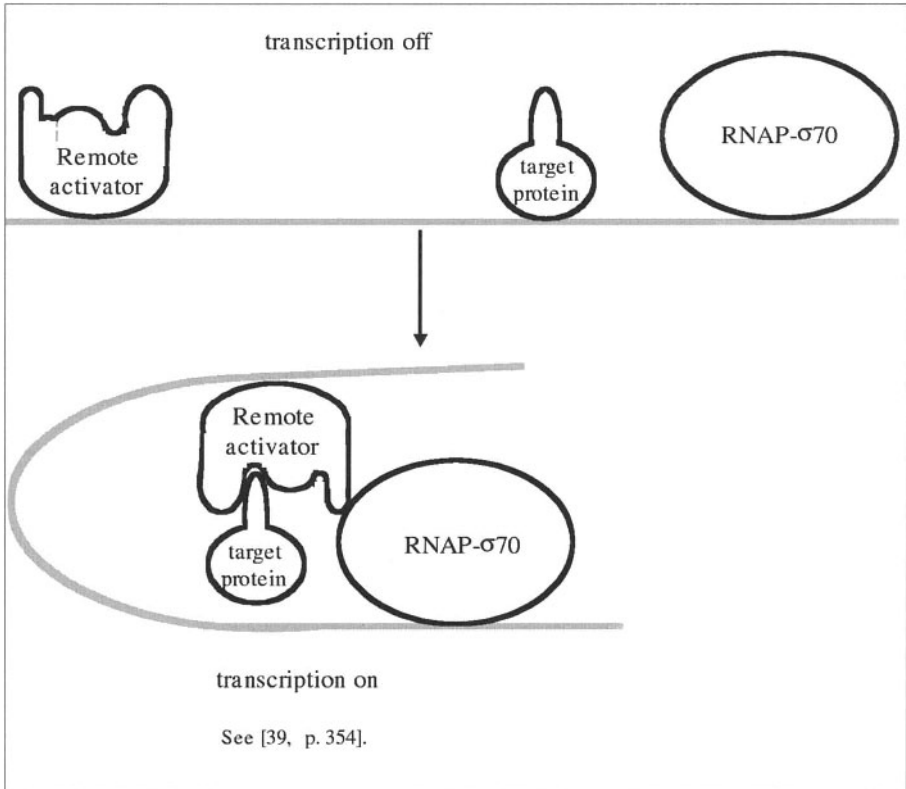 transcription off
Remote
activator
target
protein
RNAP-σ70
Remote
activator
target
protein
RNAP-σ70
transcription on
See [39, p. 354].